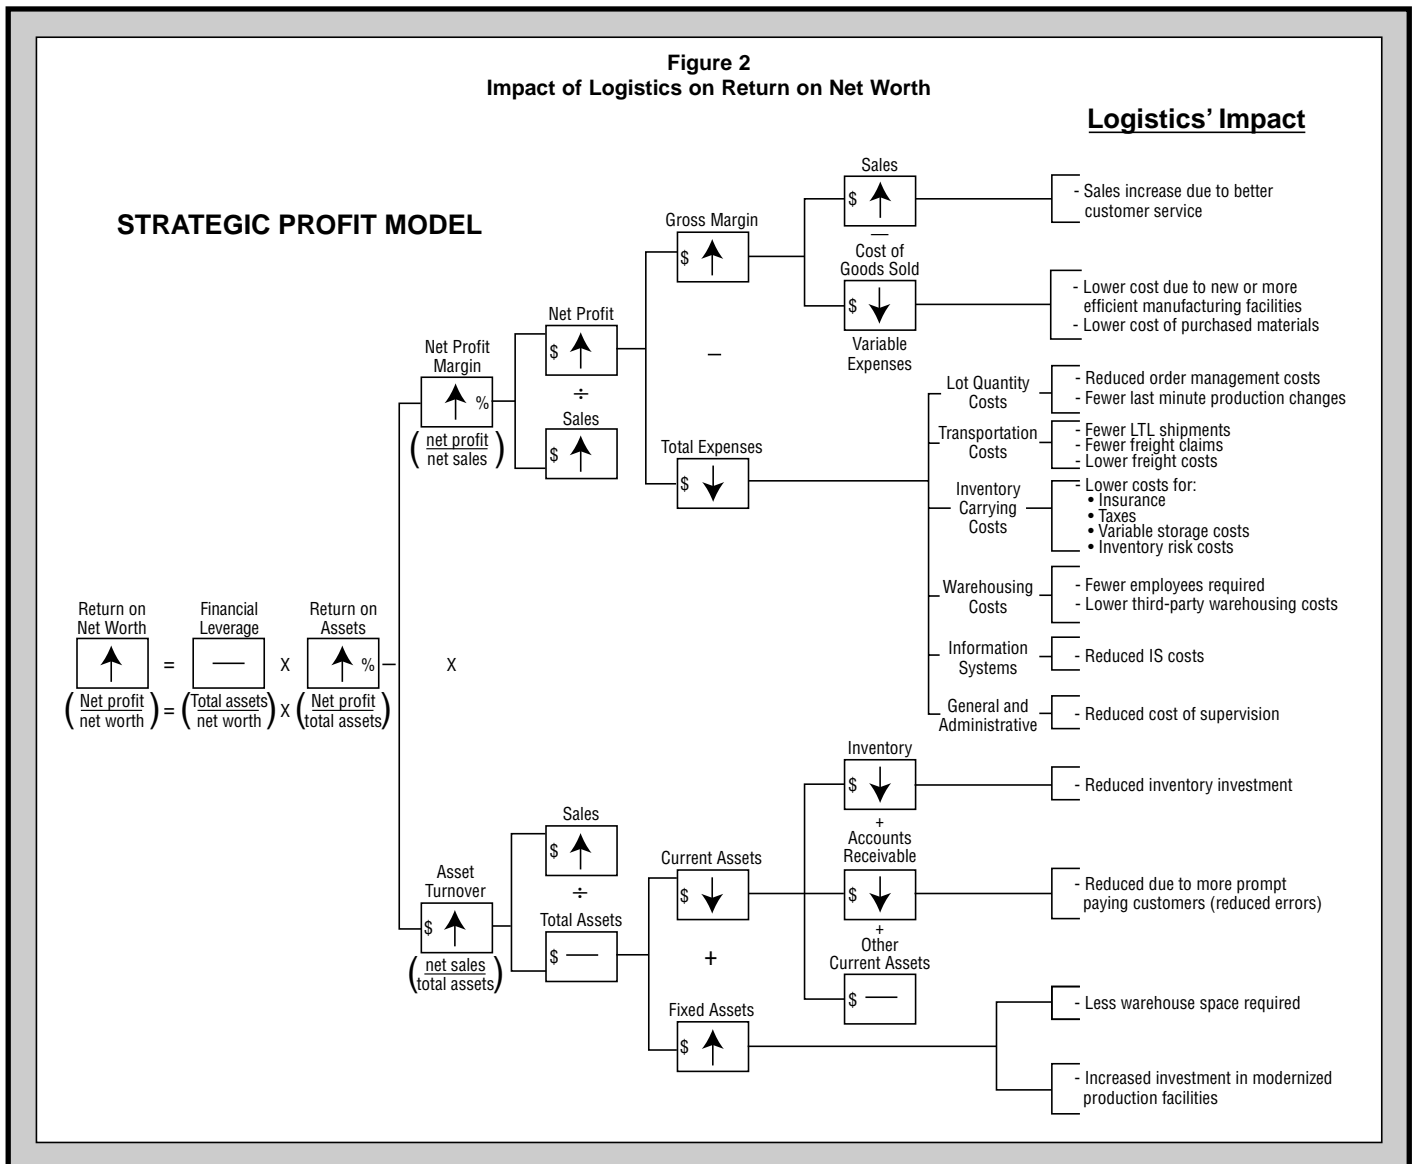 Figure 2
Impact of Logistics on Return on Net Worth
Logistics’ Impact
STRATEGIC PROFIT MODEL
Sales
$
—
Cost of
Goods Sold
$
Variable
Expenses
- Sales increase due to better
customer service
- Lower cost due to new or more
efficient manufacturing facilities
- Lower cost of purchased materials
Gross Margin
$
–
Total Expenses
$
Net Profit
$
÷
Sales
$
Net Profit
Margin
%
(net profit
net sales)
Lot Quantity
Costs
- Reduced order management costs
- Fewer last minute production changes
Transportation
Costs
- Fewer LTL shipments
- Fewer freight claims
- Lower freight costs
Inventory
Carrying
Costs
- Lower costs for:
• Insurance
• Taxes
• Variable storage costs
• Inventory risk costs
Warehousing
Costs
- Fewer employees required
- Lower third-party warehousing costs
Information
Systems
- Reduced IS costs
General and
Administrative
- Reduced cost of supervision
Return on
Net Worth
=
Financial
Leverage
—
X
Return on
Assets
%
X
(Net profit
net worth)
=
(Total assets
net worth)
X
(Net profit
total assets)
Asset
Turnover
$
(net sales
total assets)
Sales
$
÷
Total Assets
$ —
Current Assets
$
+
Fixed Assets
$
Inventory
$
+
Accounts
Receivable
$
+
Other
Current Assets
$ —
- Reduced inventory investment
- Reduced due to more prompt
paying customers (reduced errors)
- Less warehouse space required
- Increased investment in modernized
production facilities